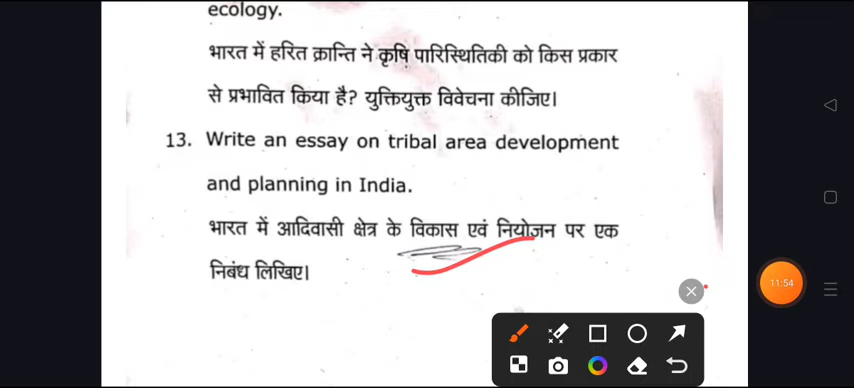 ecology.
भारत में हरित क्रान्ति ने कृषि पारिस्थितिकी को किस प्रकार
से प्रभावित किया है? युक्तियुक्त विवेचना कीजिए।
13. Write an essay on tribal area development
and planning in India.
भारत में आदिवासी क्षेत्र के विकास एवं नियोजन पर एक
निबंध लिखिए।
11:54